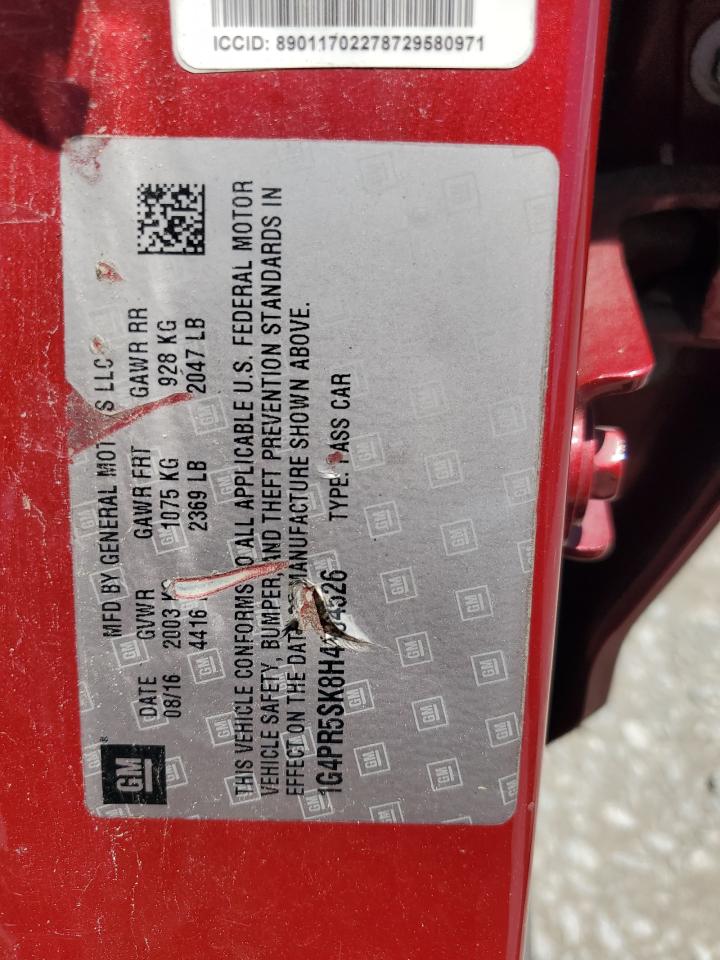 ICCID: 89011702278729580971
GM
MFD BY GENERAL LLC
DATE GVWR GAWR FRT GAWR RR
08/16 2003 1075 KG 928 KG
4416 2369 LB 2047 LB
THIS VEHICLE CONFORMS TO ALL APPLICABLE U.S. FEDERAL MOTOR
VEHICLE SAFETY, BUMPER, AND THEFT PREVENTION STANDARDS IN
EFFECT ON THE DATE MANUFACTURE SHOWN ABOVE.
TYPE: PASS CAR